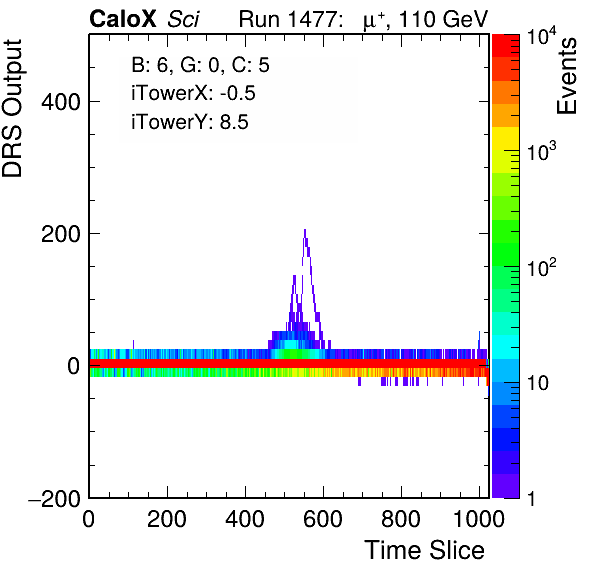 CaloX Sci Run 1477: μ⁺, 110 GeV
B: 6, G: 0, C: 5
iTowerX: -0.5
iTowerY: 8.5
DRS Output
400
200
0
−200
0 200 400 600 800 1000
Time Slice
Events
10⁴
10³
10²
10
1